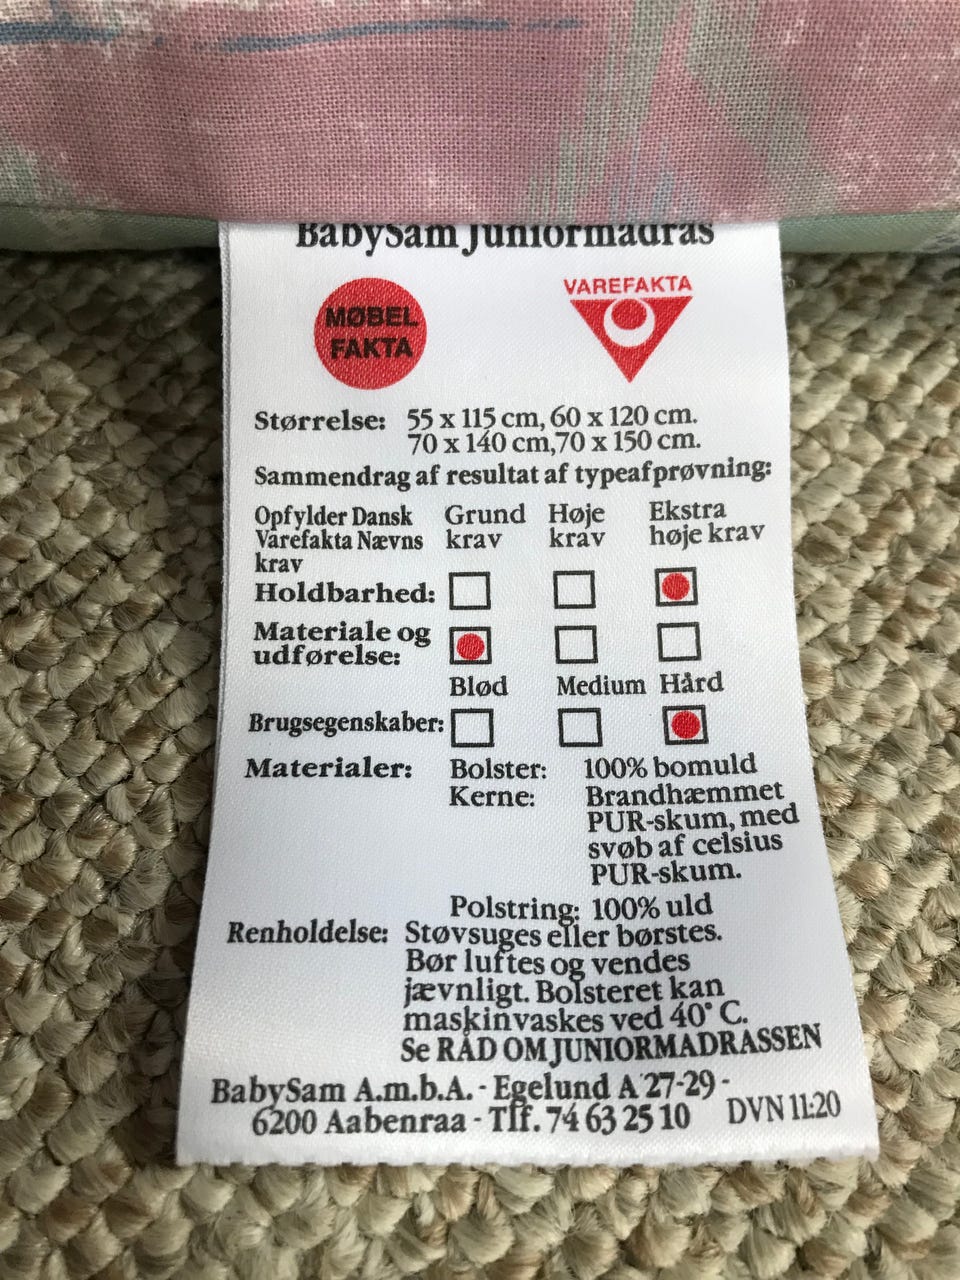 BabySam Juniormadras
MØBEL
FAKTA
VAREFAKTA
Størrelse: 55 x 115 cm, 60 x 120 cm.
70 x 140 cm,70 x 150 cm.
Sammendrag af resultat af typeafprøvning:
Opfylder Dansk
Varefakta Nævns
krav
Grund
krav
Høje
krav
Ekstra
høje krav
Holdbarhed:
Materiale og
udførelse:
Blød Medium Hård
Brugsegenskaber:
Materialer: Bolster: 100% bomuld
Kerne: Brandhæmmet
PUR-skum, med
svøb af celsius
PUR-skum.
Polstring: 100% uld
Renholdelse: Støvsuges eller børstes.
Bør luftes og vendes
jævnligt. Bolsteret kan
maskinvaskes ved 40° C.
Se RÅD OM JUNIORMADRASSEN
BabySam A.m.b.A. - Egelund A 27-29 -
6200 Aabenraa - Tlf. 74 63 25 10 DVN 11:20